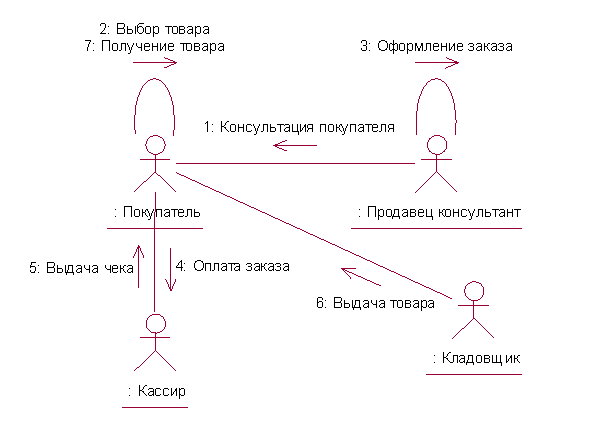 2: Выбор товара
7: Получение товара
3: Оформление заказа
1: Консультация покупателя
: Покупатель
: Продавец консультант
5: Выдача чека
4: Оплата заказа
6: Выдача товара
: Кладовщик
: Кассир